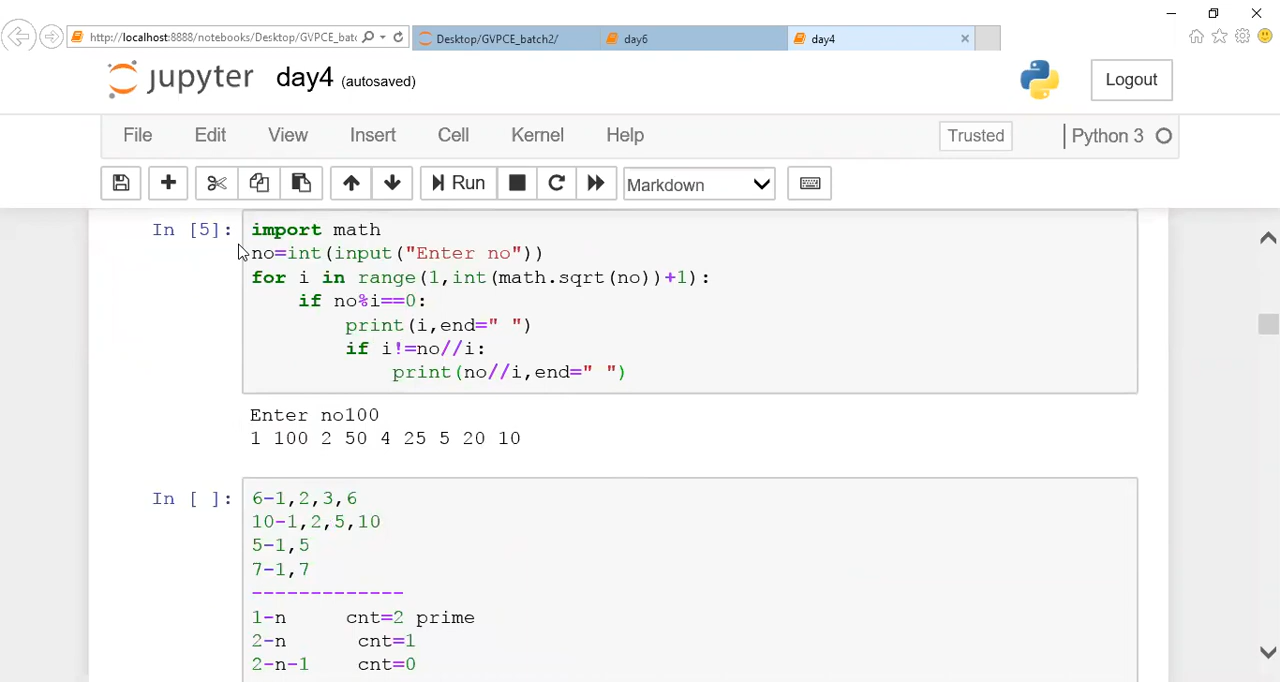 http://localhost:8888/notebooks/Desktop/GVPCE_batc
Desktop/GVPCE_batch2/
day6
day4
jupyter day4 (autosaved)
Logout
File Edit View Insert Cell Kernel Help
Trusted
Python 3
Run
Markdown
In [5]:
import math
no=int(input("Enter no"))
for i in range(1,int(math.sqrt(no))+1):
    if no%i==0:
        print(i,end=" ")
        if i!=no//i:
            print(no//i,end=" ")
Enter no100
1 100 2 50 4 25 5 20 10
In [ ]:
6-1,2,3,6
10-1,2,5,10
5-1,5
7-1,7
-------------
1-n     cnt=2 prime
2-n      cnt=1
2-n-1    cnt=0